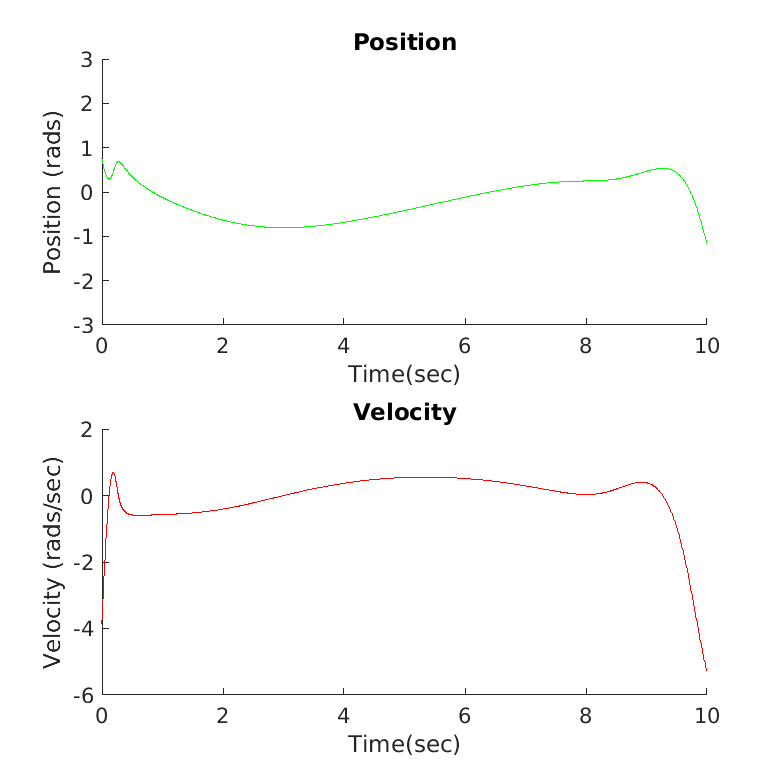 Position
3
2
1
0
-1
-2
-3
Position (rads)
0 2 4 6 8 10
Time(sec)
Velocity
2
0
-2
-4
-6
Velocity (rads/sec)
0 2 4 6 8 10
Time(sec)